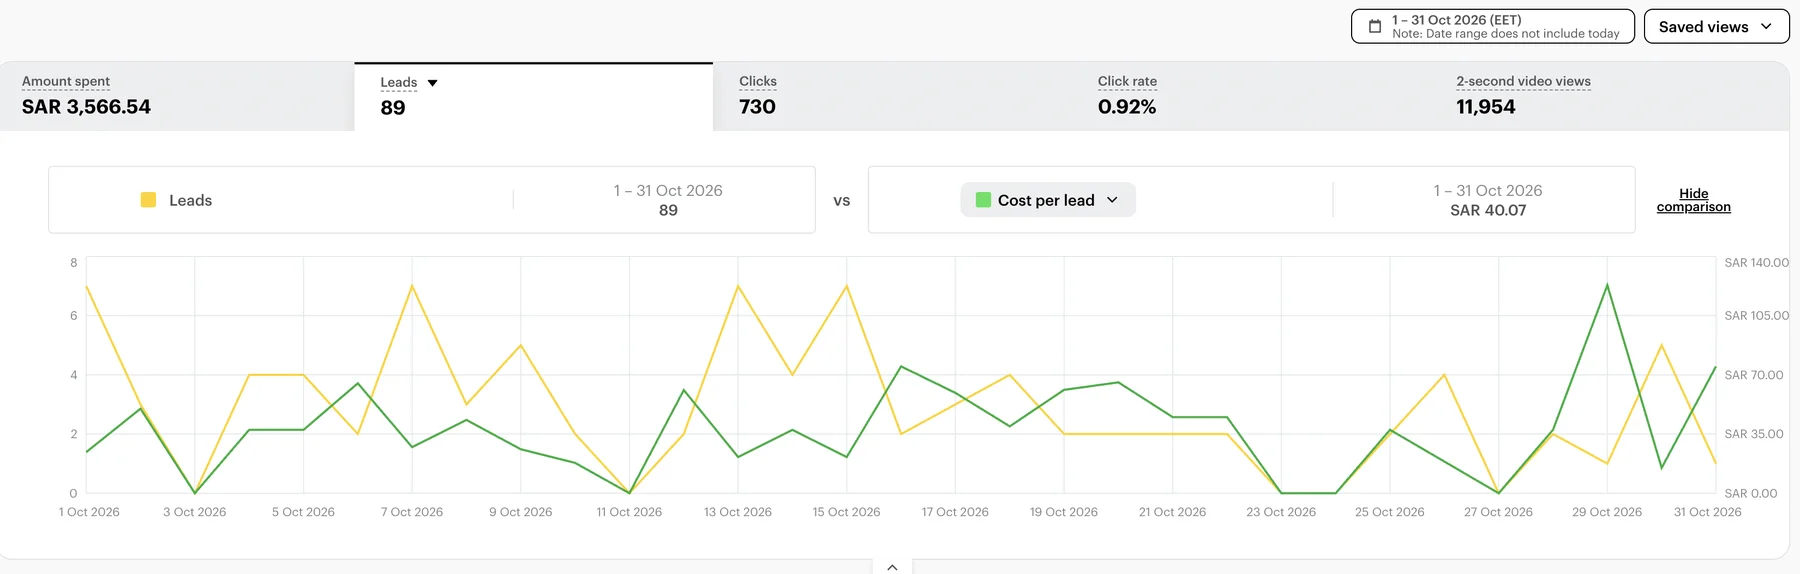 1 – 31 Oct 2026 (EET)
Note: Date range does not include today
Saved views
Amount spent
SAR 3,566.54
Leads
89
Clicks
730
Click rate
0.92%
2-second video views
11,954
Leads
1 – 31 Oct 2026
89
vs
Cost per lead
1 – 31 Oct 2026
SAR 40.07
Hide
comparison
8
6
4
2
0
SAR 140.00
SAR 105.00
SAR 70.00
SAR 35.00
SAR 0.00
1 Oct 2026
3 Oct 2026
5 Oct 2026
7 Oct 2026
9 Oct 2026
11 Oct 2026
13 Oct 2026
15 Oct 2026
17 Oct 2026
19 Oct 2026
21 Oct 2026
23 Oct 2026
25 Oct 2026
27 Oct 2026
29 Oct 2026
31 Oct 2026